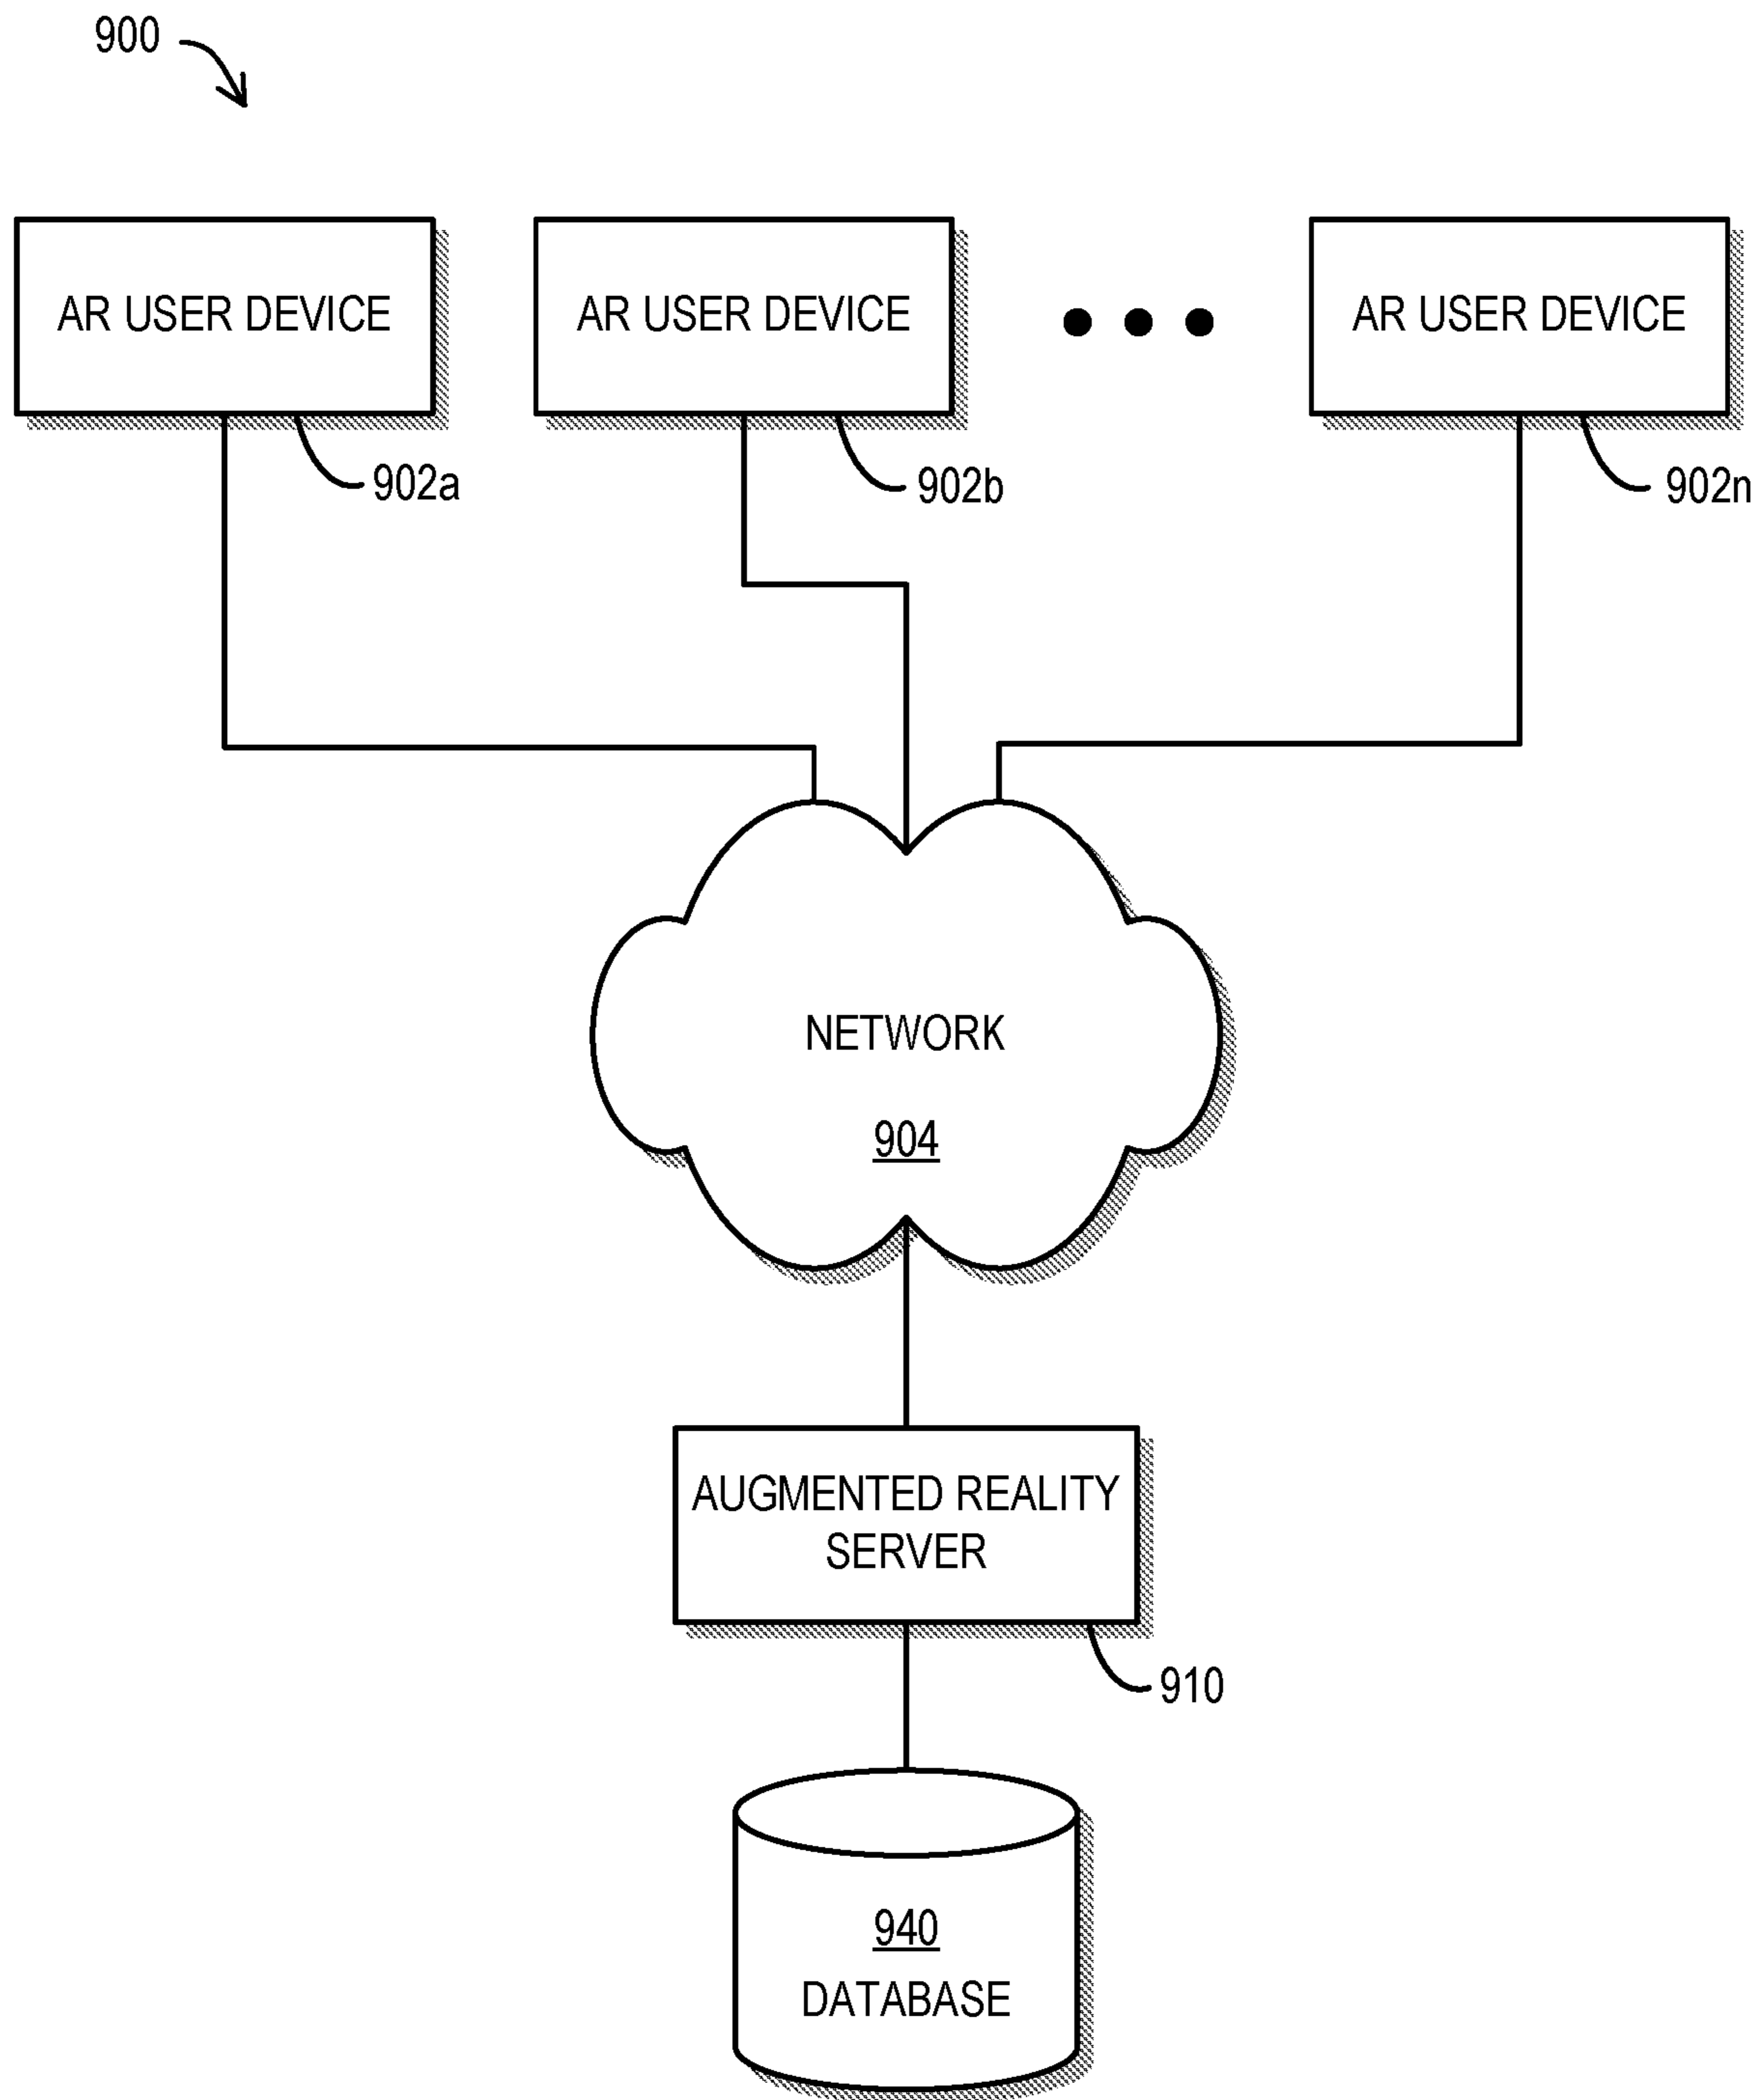 900
AR USER DEVICE
AR USER DEVICE
AR USER DEVICE
902a
902b
902n
NETWORK
904
AUGMENTED REALITY
SERVER
910
940
DATABASE